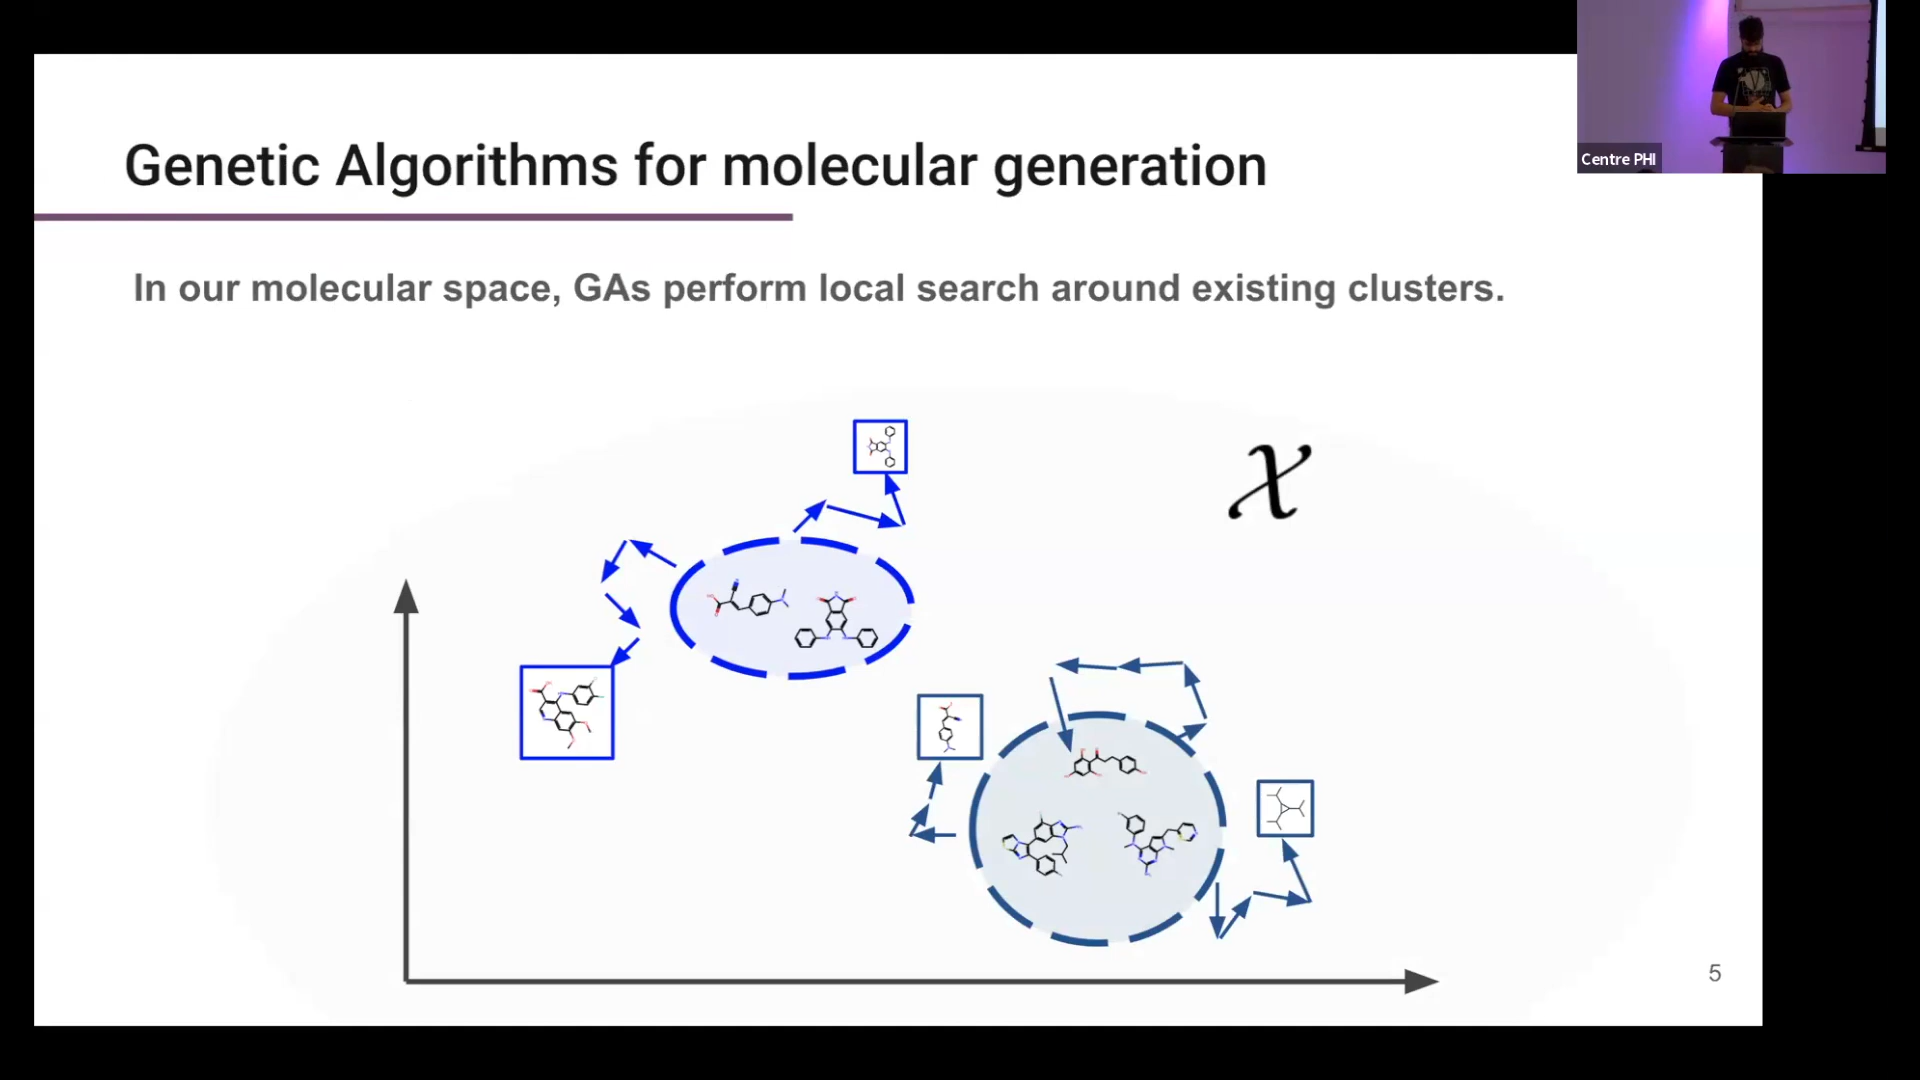 Genetic Algorithms for molecular generation
Centre PHI
In our molecular space, GAs perform local search around existing clusters.
𝒳
5